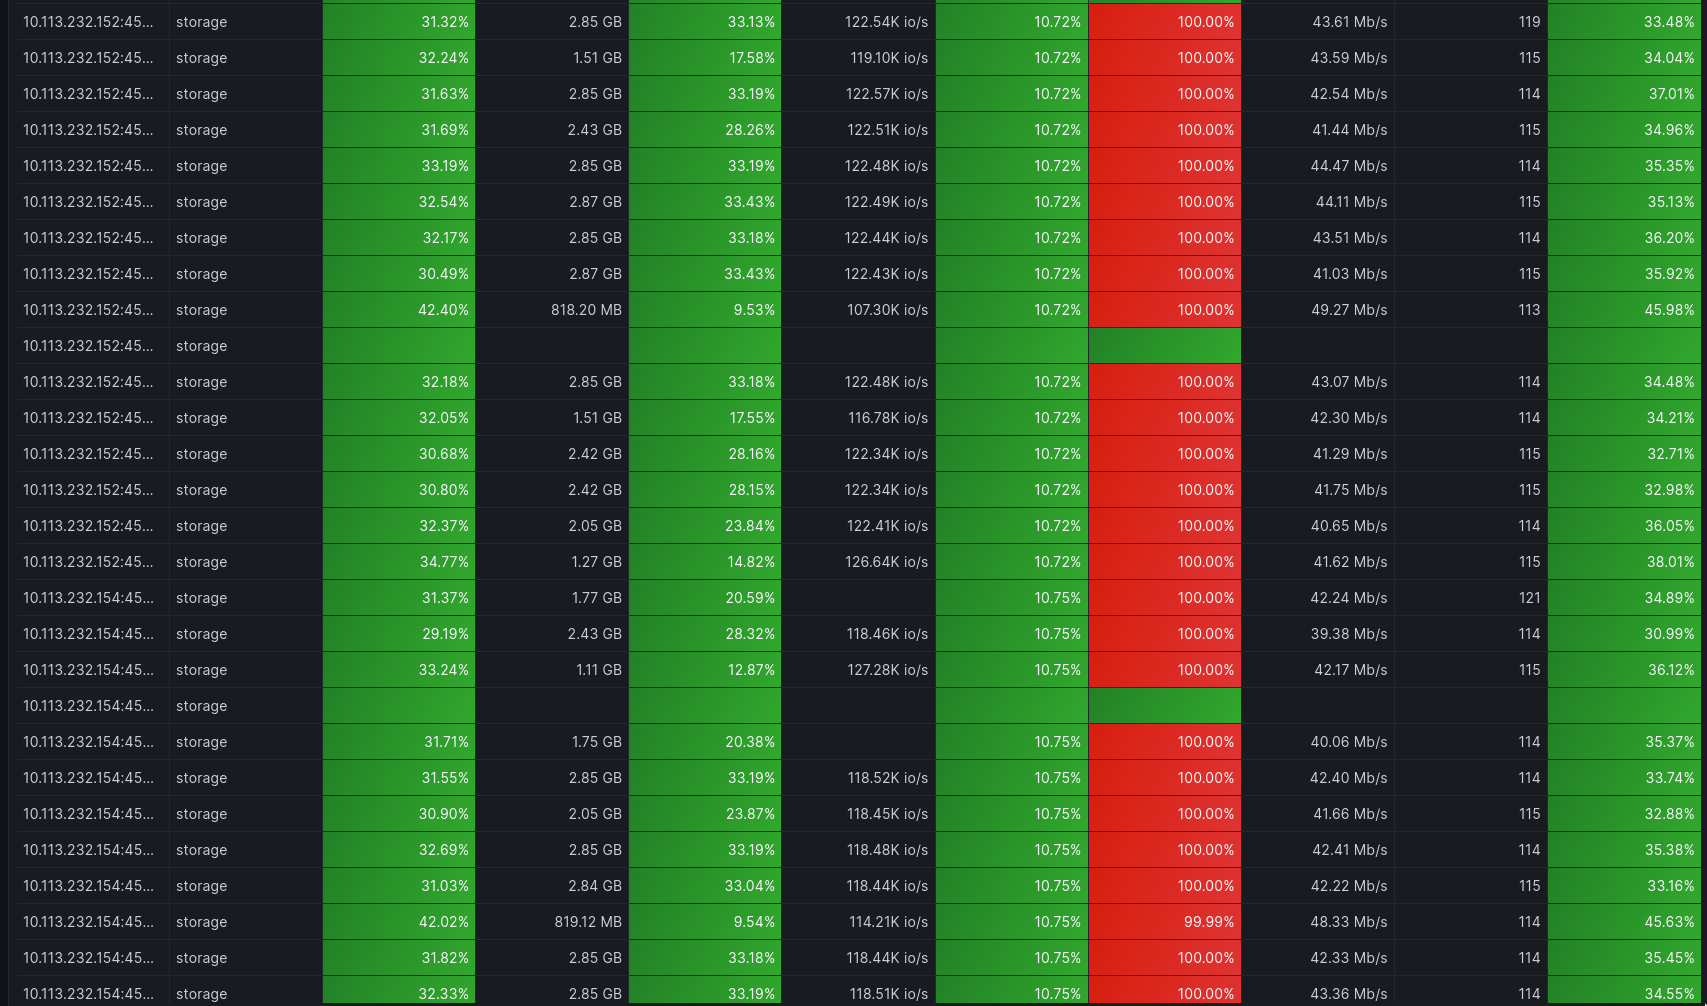 10.113.232.152:45... storage 31.32% 2.85 GB 33.13% 122.54K io/s 10.72% 100.00% 43.61 Mb/s 119 33.48%
10.113.232.152:45... storage 32.24% 1.51 GB 17.58% 119.10K io/s 10.72% 100.00% 43.59 Mb/s 115 34.04%
10.113.232.152:45... storage 31.63% 2.85 GB 33.19% 122.57K io/s 10.72% 100.00% 42.54 Mb/s 114 37.01%
10.113.232.152:45... storage 31.69% 2.43 GB 28.26% 122.51K io/s 10.72% 100.00% 41.44 Mb/s 115 34.96%
10.113.232.152:45... storage 33.19% 2.85 GB 33.19% 122.48K io/s 10.72% 100.00% 44.47 Mb/s 114 35.35%
10.113.232.152:45... storage 32.54% 2.87 GB 33.43% 122.49K io/s 10.72% 100.00% 44.11 Mb/s 115 35.13%
10.113.232.152:45... storage 32.17% 2.85 GB 33.18% 122.44K io/s 10.72% 100.00% 43.51 Mb/s 114 36.20%
10.113.232.152:45... storage 30.49% 2.87 GB 33.43% 122.43K io/s 10.72% 100.00% 41.03 Mb/s 115 35.92%
10.113.232.152:45... storage 42.40% 818.20 MB 9.53% 107.30K io/s 10.72% 100.00% 49.27 Mb/s 113 45.98%
10.113.232.152:45... storage
10.113.232.152:45... storage 32.18% 2.85 GB 33.18% 122.48K io/s 10.72% 100.00% 43.07 Mb/s 114 34.48%
10.113.232.152:45... storage 32.05% 1.51 GB 17.55% 116.78K io/s 10.72% 100.00% 42.30 Mb/s 114 34.21%
10.113.232.152:45... storage 30.68% 2.42 GB 28.16% 122.34K io/s 10.72% 100.00% 41.29 Mb/s 115 32.71%
10.113.232.152:45... storage 30.80% 2.42 GB 28.15% 122.34K io/s 10.72% 100.00% 41.75 Mb/s 115 32.98%
10.113.232.152:45... storage 32.37% 2.05 GB 23.84% 122.41K io/s 10.72% 100.00% 40.65 Mb/s 114 36.05%
10.113.232.152:45... storage 34.77% 1.27 GB 14.82% 126.64K io/s 10.72% 100.00% 41.62 Mb/s 115 38.01%
10.113.232.154:45... storage 31.37% 1.77 GB 20.59% 10.75% 100.00% 42.24 Mb/s 121 34.89%
10.113.232.154:45... storage 29.19% 2.43 GB 28.32% 118.46K io/s 10.75% 100.00% 39.38 Mb/s 114 30.99%
10.113.232.154:45... storage 33.24% 1.11 GB 12.87% 127.28K io/s 10.75% 100.00% 42.17 Mb/s 115 36.12%
10.113.232.154:45... storage
10.113.232.154:45... storage 31.71% 1.75 GB 20.38% 10.75% 100.00% 40.06 Mb/s 114 35.37%
10.113.232.154:45... storage 31.55% 2.85 GB 33.19% 118.52K io/s 10.75% 100.00% 42.40 Mb/s 114 33.74%
10.113.232.154:45... storage 30.90% 2.05 GB 23.87% 118.45K io/s 10.75% 100.00% 41.66 Mb/s 115 32.88%
10.113.232.154:45... storage 32.69% 2.85 GB 33.19% 118.48K io/s 10.75% 100.00% 42.41 Mb/s 114 35.38%
10.113.232.154:45... storage 31.03% 2.84 GB 33.04% 118.44K io/s 10.75% 100.00% 42.22 Mb/s 115 33.16%
10.113.232.154:45... storage 42.02% 819.12 MB 9.54% 114.21K io/s 10.75% 99.99% 48.33 Mb/s 114 45.63%
10.113.232.154:45... storage 31.82% 2.85 GB 33.18% 118.44K io/s 10.75% 100.00% 42.33 Mb/s 114 35.45%
10.113.232.154:45... storage 32.33% 2.85 GB 33.19% 118.51K io/s 10.75% 100.00% 43.36 Mb/s 114 34.55%